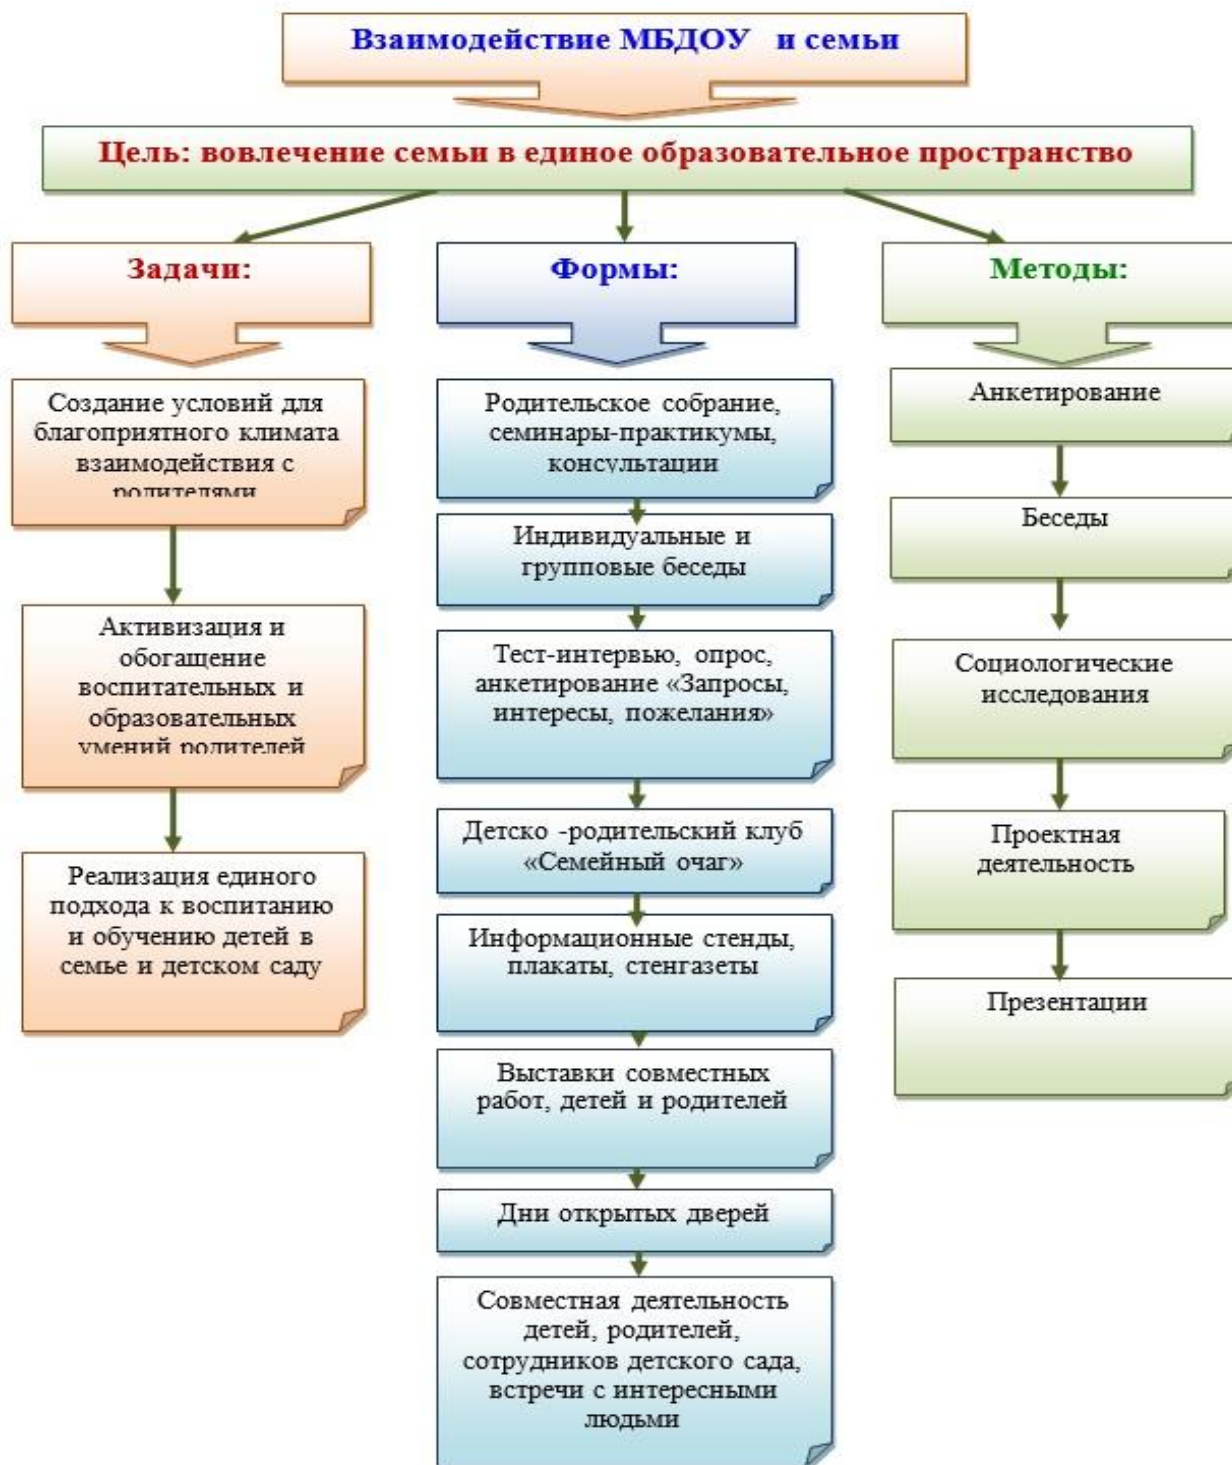 Взаимодействие МБДОУ и семьи
Цель: вовлечение семьи в единое образовательное пространство
Задачи:
Создание условий для
благоприятного климата
взаимодействия с
родителями
Активизация и
обогащение
воспитательных и
образовательных
умений родителей
Реализация единого
подхода к воспитанию
и обучению детей в
семье и детском саду
Формы:
Родительское собрание,
семинары-практикумы,
консультации
Индивидуальные и
групповые беседы
Тест-интервью, опрос,
анкетирование «Запросы,
интересы, пожелания»
Детско -родительский клуб
«Семейный очаг»
Информационные стенды,
плакаты, стенгазеты
Выставки совместных
работ, детей и родителей
Дни открытых дверей
Совместная деятельность
детей, родителей,
сотрудников детского сада,
встречи с интересными
людьми
Методы:
Анкетирование
Беседы
Социологические
исследования
Проектная
деятельность
Презентации